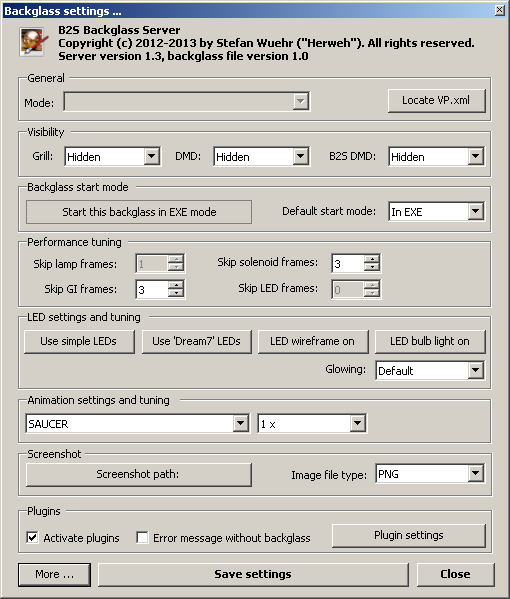 Backglass settings ...
B2S Backglass Server
Copyright (c) 2012-2013 by Stefan Wuehr ("Herweh"). All rights reserved.
Server version 1.3, backglass file version 1.0
General
Mode:
Locate VP.xml
Visibility
Grill: Hidden DMD: Hidden B2S DMD: Hidden
Backglass start mode
Start this backglass in EXE mode Default start mode: In EXE
Performance tuning
Skip lamp frames: 1 Skip solenoid frames: 3
Skip GI frames: 3 Skip LED frames: 0
LED settings and tuning
Use simple LEDs Use 'Dream7' LEDs LED wireframe on LED bulb light on
Glowing: Default
Animation settings and tuning
SAUCER 1 x
Screenshot
Screenshot path: Image file type: PNG
Plugins
Activate plugins Error message without backglass Plugin settings
More ... Save settings Close